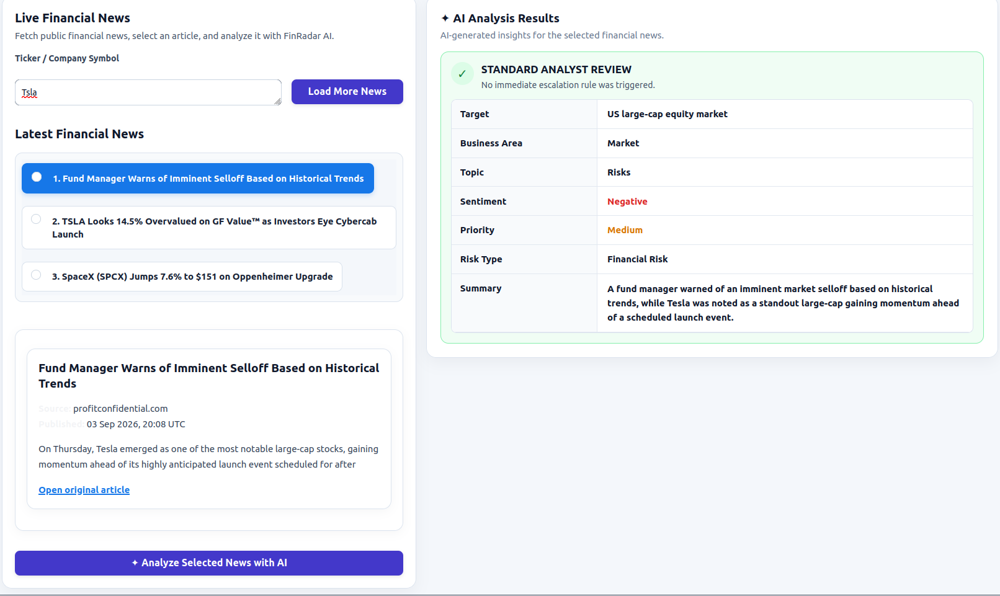 Live Financial News
Fetch public financial news, select an article, and analyze it with FinRadar AI.
Ticker / Company Symbol
Tsla
Load More News
Latest Financial News
1. Fund Manager Warns of Imminent Selloff Based on Historical Trends
2. TSLA Looks 14.5% Overvalued on GF Value™ as Investors Eye Cybercab
Launch
3. SpaceX (SPCX) Jumps 7.6% to $151 on Oppenheimer Upgrade
Fund Manager Warns of Imminent Selloff Based on Historical
Trends
Source: profitconfidential.com
Published: 03 Sep 2026, 20:08 UTC
On Thursday, Tesla emerged as one of the most notable large-cap stocks, gaining
momentum ahead of its highly anticipated launch event scheduled for after
Open original article
✦ Analyze Selected News with AI
✦ AI Analysis Results
AI-generated insights for the selected financial news.
✓ STANDARD ANALYST REVIEW
No immediate escalation rule was triggered.
Target US large-cap equity market
Business Area Market
Topic Risks
Sentiment Negative
Priority Medium
Risk Type Financial Risk
Summary A fund manager warned of an imminent market selloff based on historical
trends, while Tesla was noted as a standout large-cap gaining momentum ahead
of a scheduled launch event.